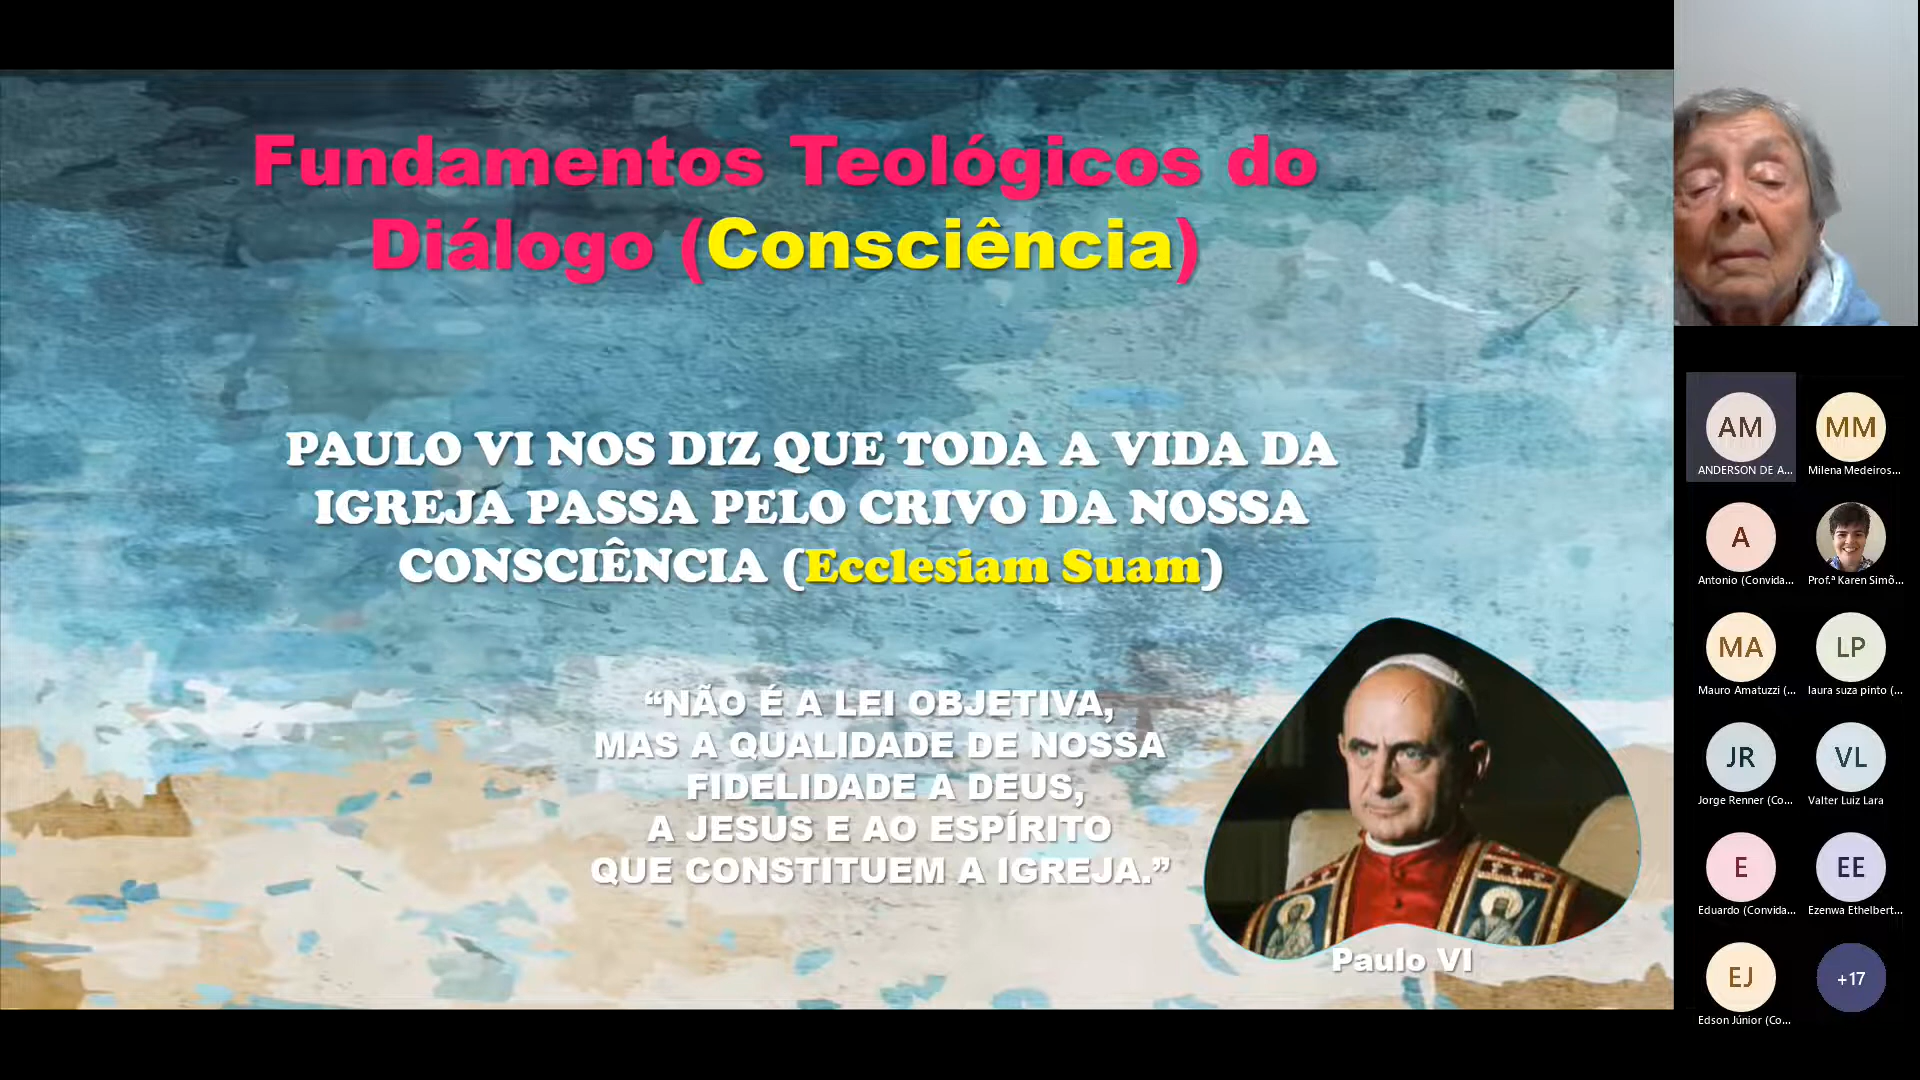 Fundamentos Teológicos do
Diálogo (Consciência)
PAULO VI NOS DIZ QUE TODA A VIDA DA
IGREJA PASSA PELO CRIVO DA NOSSA
CONSCIÊNCIA (Ecclesiam Suam)
“NÃO É A LEI OBJETIVA,
MAS A QUALIDADE DE NOSSA
FIDELIDADE A DEUS,
A JESUS E AO ESPÍRITO
QUE CONSTITUEM A IGREJA.”
Paulo VI
AM
ANDERSON DE A...
MM
Milena Medeiros...
A
Antonio (Convida...
Prof.ª Karen Simõ...
MA
Mauro Amatuzzi (...
LP
laura suza pinto (...
JR
Jorge Renner (Co...
VL
Valter Luiz Lara
E
Eduardo (Convida...
EE
Ezenwa Ethelbert...
EJ
Edson Júnior (Co...
+17